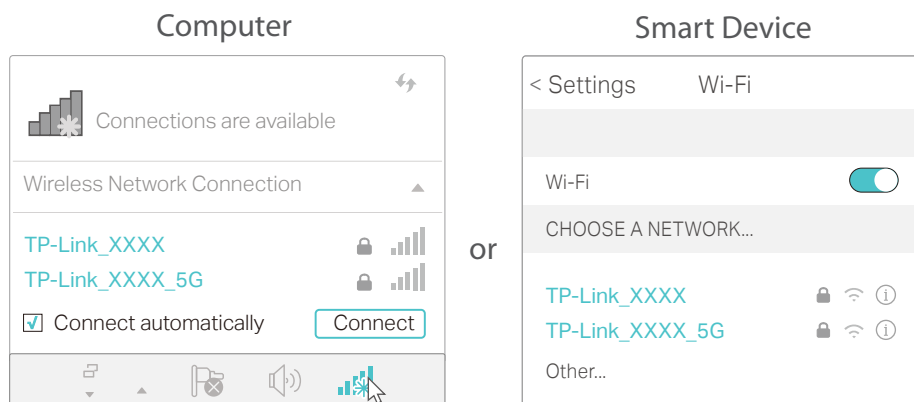 Computer
Connections are available
Wireless Network Connection
TP-Link_XXXX
TP-Link_XXXX_5G
Connect automatically
Connect
or
Smart Device
< Settings Wi-Fi
Wi-Fi
CHOOSE A NETWORK...
TP-Link_XXXX
TP-Link_XXXX_5G
Other...